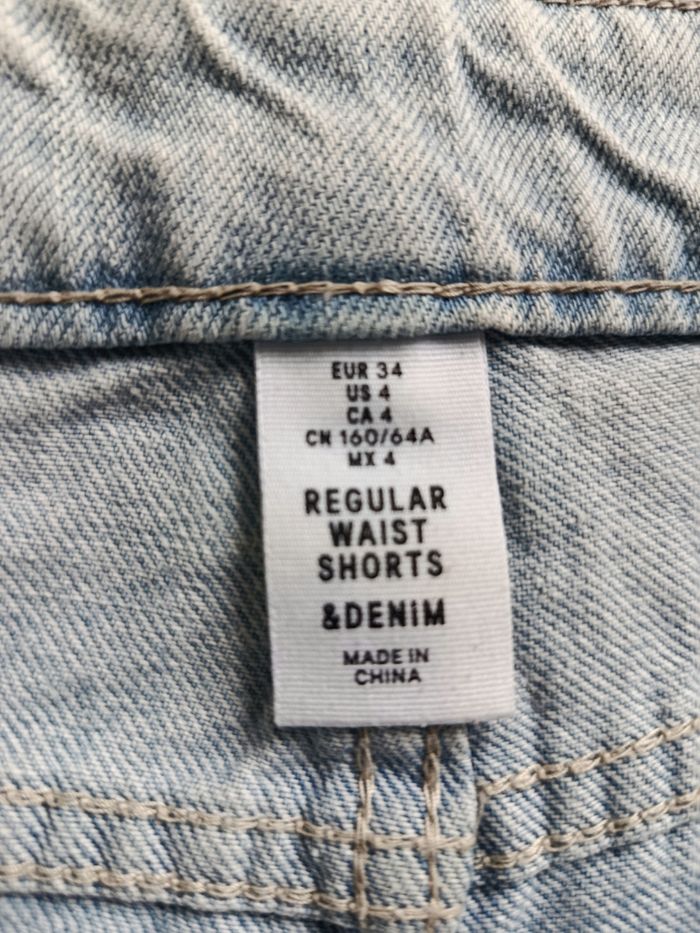 EUR 34
US 4
CA 4
CN 160/64A
MX 4
REGULAR
WAIST
SHORTS
&DENIM
MADE IN
CHINA